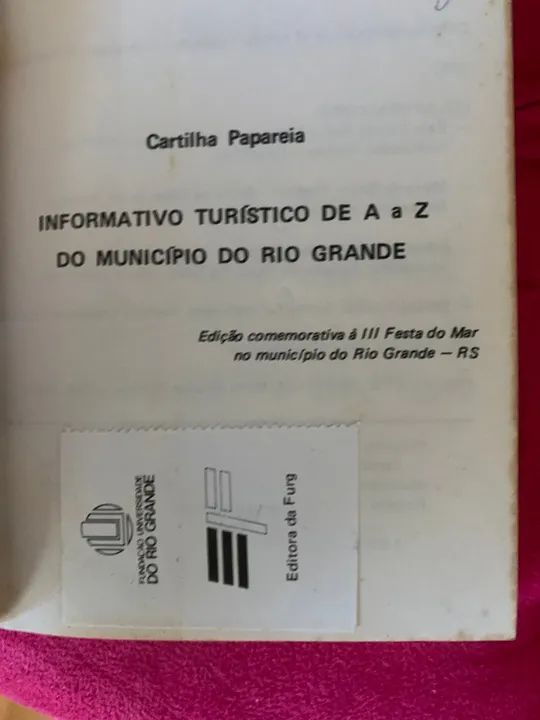 Cartilha Papareia
INFORMATIVO TURÍSTICO DE A a Z
DO MUNICÍPIO DO RIO GRANDE
Edição comemorativa à III Festa do Mar
no município do Rio Grande — RS
FUNDAÇÃO UNIVERSIDADE
DO RIO GRANDE
Editora da Furg